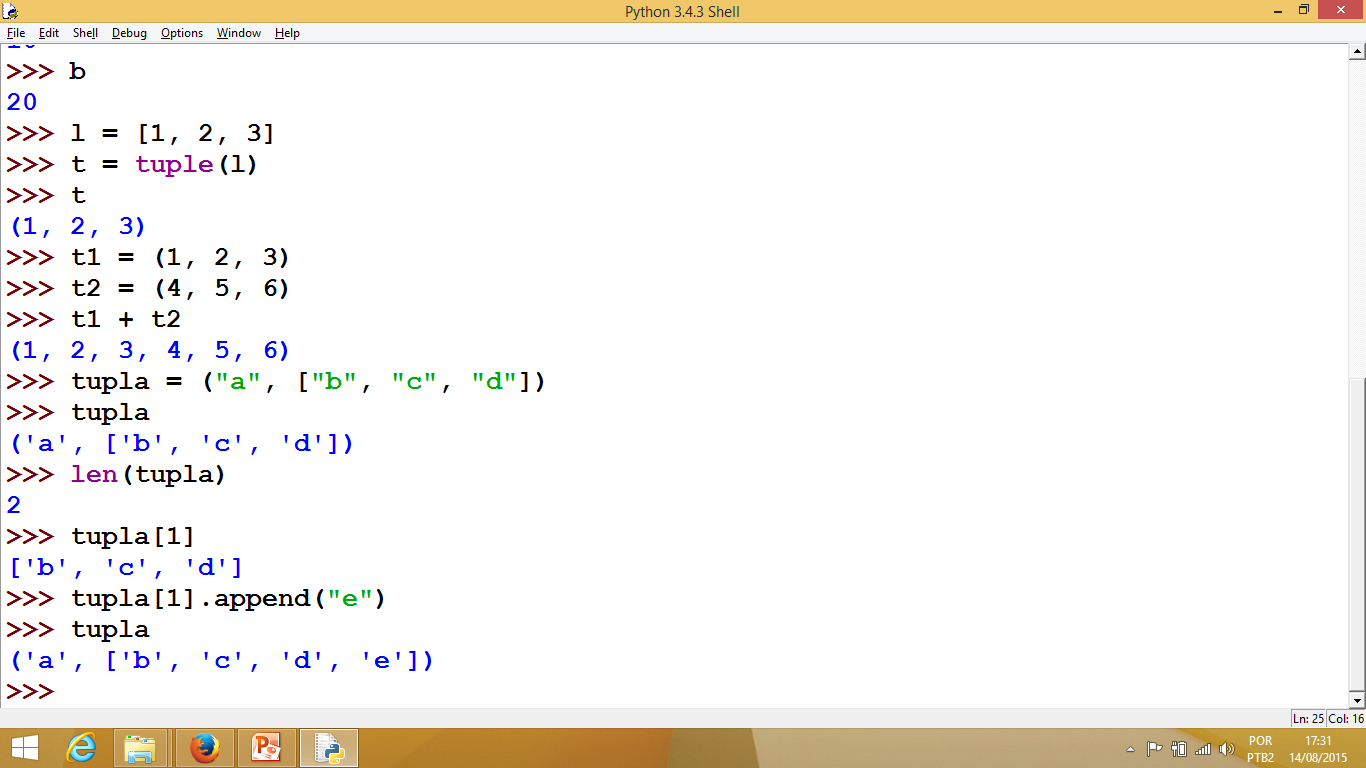 Python 3.4.3 Shell
File Edit Shell Debug Options Window Help
>>> b
20
>>> l = [1, 2, 3]
>>> t = tuple(l)
>>> t
(1, 2, 3)
>>> t1 = (1, 2, 3)
>>> t2 = (4, 5, 6)
>>> t1 + t2
(1, 2, 3, 4, 5, 6)
>>> tupla = ("a", ["b", "c", "d"])
>>> tupla
('a', ['b', 'c', 'd'])
>>> len(tupla)
2
>>> tupla[1]
['b', 'c', 'd']
>>> tupla[1].append("e")
>>> tupla
('a', ['b', 'c', 'd', 'e'])
>>>
Ln: 25 Col: 16
POR 17:31
PTB2 14/08/2015